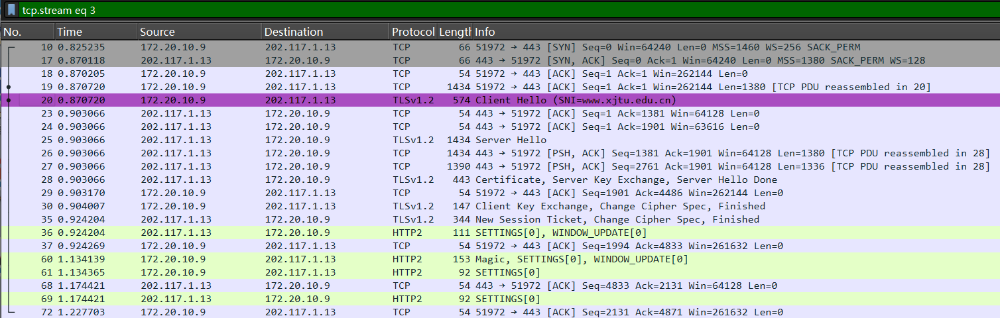 tcp.stream eq 3
No. Time Source Destination Protocol Length Info
10 0.825235 172.20.10.9 202.117.1.13 TCP 66 51972 → 443 [SYN] Seq=0 Win=64240 Len=0 MSS=1460 WS=256 SACK_PERM
17 0.870118 202.117.1.13 172.20.10.9 TCP 66 443 → 51972 [SYN, ACK] Seq=0 Ack=1 Win=64240 Len=0 MSS=1380 SACK_PERM WS=128
18 0.870205 172.20.10.9 202.117.1.13 TCP 54 51972 → 443 [ACK] Seq=1 Ack=1 Win=262144 Len=0
19 0.870720 172.20.10.9 202.117.1.13 TCP 1434 51972 → 443 [ACK] Seq=1 Ack=1 Win=262144 Len=1380 [TCP PDU reassembled in 20]
20 0.870720 172.20.10.9 202.117.1.13 TLSv1.2 574 Client Hello (SNI=www.xjtu.edu.cn)
23 0.903066 202.117.1.13 172.20.10.9 TCP 54 443 → 51972 [ACK] Seq=1 Ack=1381 Win=64128 Len=0
24 0.903066 202.117.1.13 172.20.10.9 TCP 54 443 → 51972 [ACK] Seq=1 Ack=1901 Win=63616 Len=0
25 0.903066 202.117.1.13 172.20.10.9 TLSv1.2 1434 Server Hello
26 0.903066 202.117.1.13 172.20.10.9 TCP 1434 443 → 51972 [PSH, ACK] Seq=1381 Ack=1901 Win=64128 Len=1380 [TCP PDU reassembled in 28]
27 0.903066 202.117.1.13 172.20.10.9 TCP 1390 443 → 51972 [PSH, ACK] Seq=2761 Ack=1901 Win=64128 Len=1336 [TCP PDU reassembled in 28]
28 0.903066 202.117.1.13 172.20.10.9 TLSv1.2 443 Certificate, Server Key Exchange, Server Hello Done
29 0.903170 172.20.10.9 202.117.1.13 TCP 54 51972 → 443 [ACK] Seq=1901 Ack=4486 Win=262144 Len=0
30 0.904007 172.20.10.9 202.117.1.13 TLSv1.2 147 Client Key Exchange, Change Cipher Spec, Finished
35 0.924204 202.117.1.13 172.20.10.9 TLSv1.2 344 New Session Ticket, Change Cipher Spec, Finished
36 0.924204 202.117.1.13 172.20.10.9 HTTP2 111 SETTINGS[0], WINDOW_UPDATE[0]
37 0.924269 172.20.10.9 202.117.1.13 TCP 54 51972 → 443 [ACK] Seq=1994 Ack=4833 Win=261632 Len=0
60 1.134139 172.20.10.9 202.117.1.13 HTTP2 153 Magic, SETTINGS[0], WINDOW_UPDATE[0]
61 1.134365 172.20.10.9 202.117.1.13 HTTP2 92 SETTINGS[0]
68 1.174421 202.117.1.13 172.20.10.9 TCP 54 443 → 51972 [ACK] Seq=4833 Ack=2131 Win=64128 Len=0
69 1.174421 202.117.1.13 172.20.10.9 HTTP2 92 SETTINGS[0]
72 1.227703 172.20.10.9 202.117.1.13 TCP 54 51972 → 443 [ACK] Seq=2131 Ack=4871 Win=261632 Len=0